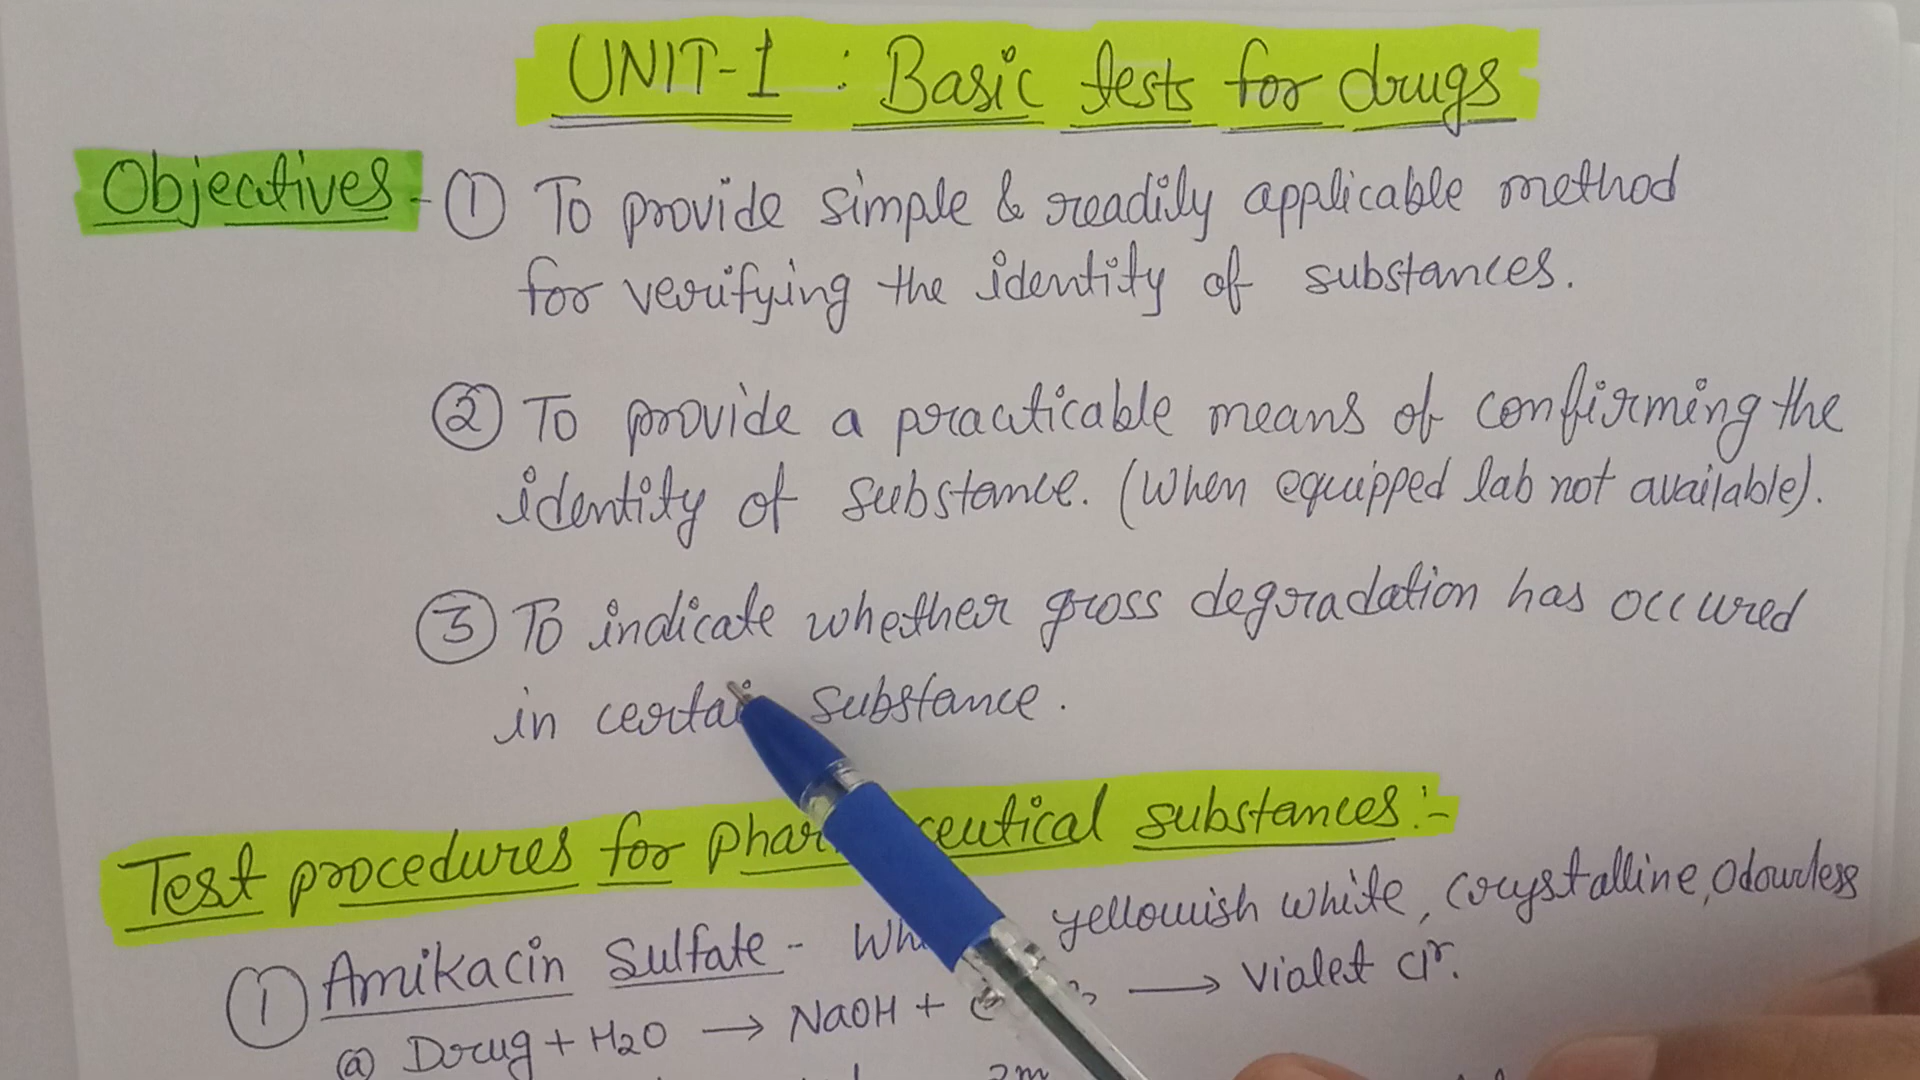 UNIT-1 : Basic tests for drugs
Objectives - ① To provide simple & readily applicable method
for verifying the identity of substances.
② To provide a practicable means of confirming the
identity of substance. (When equipped lab not available).
③ To indicate whether gross degradation has occured
in certai substance.
Test procedures for substances :-
① Amikacin Sulfate - yellowish white, crystalline, odourless
ⓐ Drug + H2O → NaOH + → Violet clr.